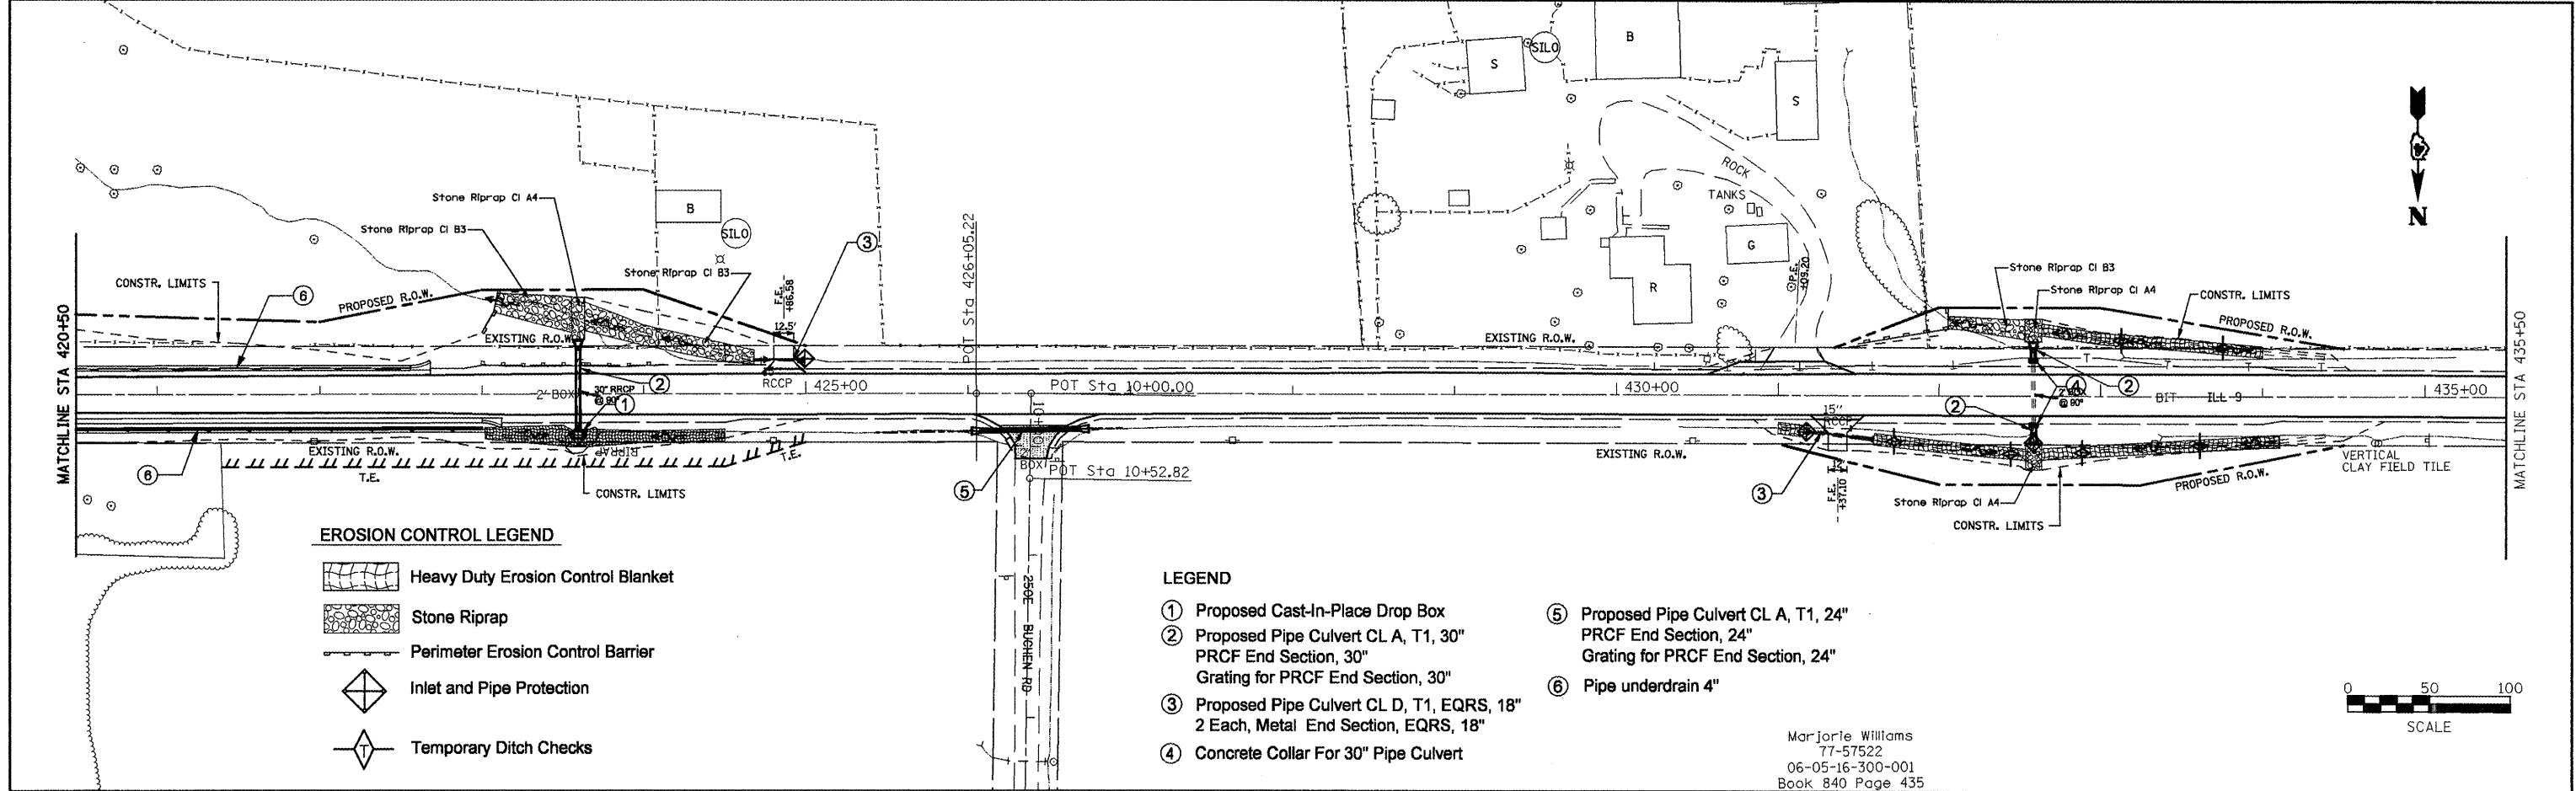 B
SILO
S
B
S
ROCK
TANKS
G
R
N
Stone Riprap Cl A4
Stone Riprap Cl B3
B
SILO
3
Stone Riprap Cl B3
CONSTR. LIMITS
6
PROPOSED R.O.W.
F.E.
+86.58
12.5'
POT Sta 426+05.22
P.E.
+09.20
Stone Riprap Cl B3
Stone Riprap Cl A4
CONSTR. LIMITS
PROPOSED R.O.W.
MATCHLINE STA 420+50
EXISTING R.O.W.
EXISTING R.O.W.
MATCHLINE STA 435+50
RCCP
425+00
POT Sta 10+00.00
430+00
435+00
2
2' BOX
30" RRCP
@ 90°
1
4
2
2' BOX
@ 90°
BIT ILL 9
2
15"
RCCP
EXISTING R.O.W.
RIPRAP
T.E.
T.E.
6
CONSTR. LIMITS
5
BOX
POT Sta 10+52.82
EXISTING R.O.W.
3
12'
F.E.
+37.10
Stone Riprap Cl A4
CONSTR. LIMITS
PROPOSED R.O.W.
VERTICAL
CLAY FIELD TILE
250E BUCHEN RD
EROSION CONTROL LEGEND
Heavy Duty Erosion Control Blanket
Stone Riprap
Perimeter Erosion Control Barrier
Inlet and Pipe Protection
T Temporary Ditch Checks
LEGEND
1 Proposed Cast-In-Place Drop Box
2 Proposed Pipe Culvert CL A, T1, 30"
PRCF End Section, 30"
Grating for PRCF End Section, 30"
3 Proposed Pipe Culvert CL D, T1, EQRS, 18"
2 Each, Metal End Section, EQRS, 18"
4 Concrete Collar For 30" Pipe Culvert
5 Proposed Pipe Culvert CL A, T1, 24"
PRCF End Section, 24"
Grating for PRCF End Section, 24"
6 Pipe underdrain 4"
0 50 100
SCALE
Marjorie Williams
77-57522
06-05-16-300-001
Book 840 Page 435